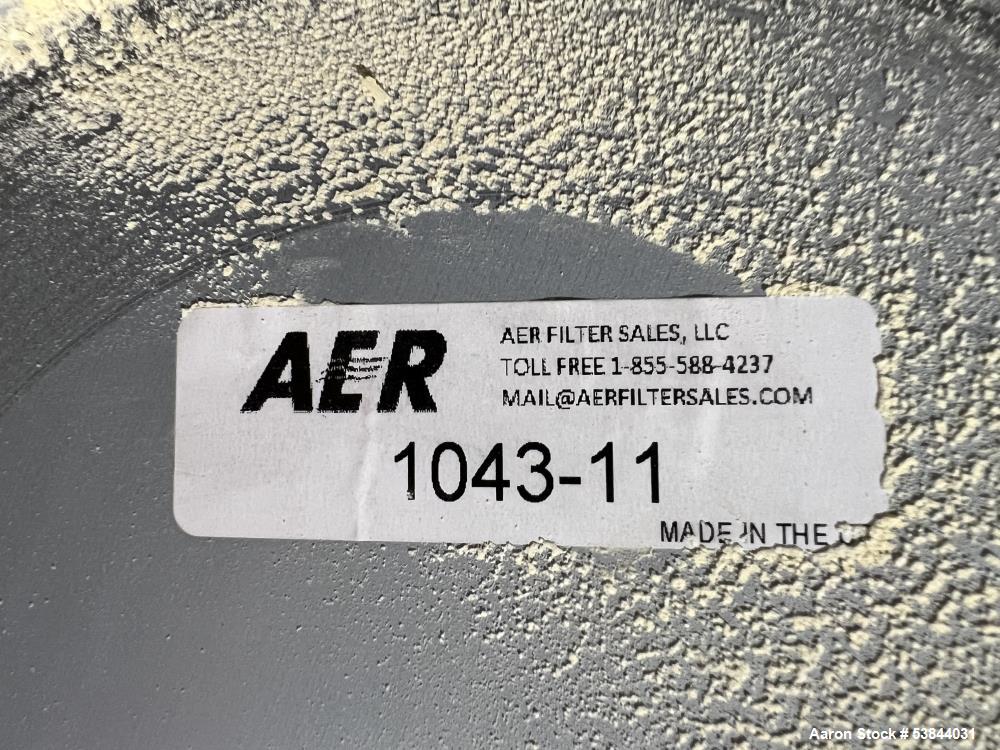 AER
AER FILTER SALES, LLC
TOLL FREE 1-855-588-4237
MAIL@AERFILTERSALES.COM
1043-11
MADE IN THE
Aaron Stock # 53844031